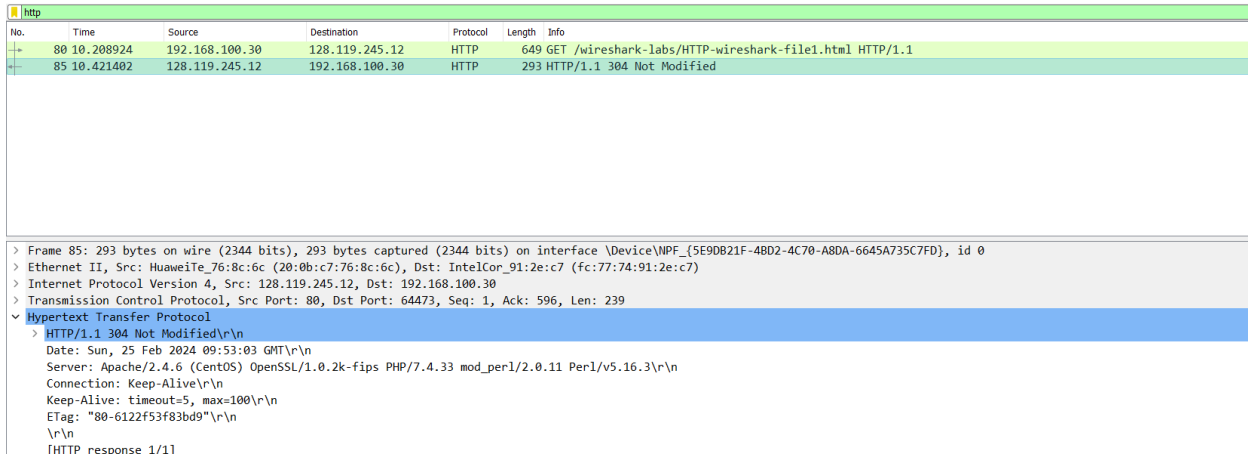 http
No. Time Source Destination Protocol Length Info
80 10.208924 192.168.100.30 128.119.245.12 HTTP 649 GET /wireshark-labs/HTTP-wireshark-file1.html HTTP/1.1
85 10.421402 128.119.245.12 192.168.100.30 HTTP 293 HTTP/1.1 304 Not Modified
Frame 85: 293 bytes on wire (2344 bits), 293 bytes captured (2344 bits) on interface \Device\NPF_{5E9DB21F-4BD2-4C70-A8DA-6645A735C7FD}, id 0
Ethernet II, Src: HuaweiTe_76:8c:6c (20:0b:c7:76:8c:6c), Dst: IntelCor_91:2e:c7 (fc:77:74:91:2e:c7)
Internet Protocol Version 4, Src: 128.119.245.12, Dst: 192.168.100.30
Transmission Control Protocol, Src Port: 80, Dst Port: 64473, Seq: 1, Ack: 596, Len: 239
Hypertext Transfer Protocol
HTTP/1.1 304 Not Modified\r\n
Date: Sun, 25 Feb 2024 09:53:03 GMT\r\n
Server: Apache/2.4.6 (CentOS) OpenSSL/1.0.2k-fips PHP/7.4.33 mod_perl/2.0.11 Perl/v5.16.3\r\n
Connection: Keep-Alive\r\n
Keep-Alive: timeout=5, max=100\r\n
ETag: "80-6122f53f83bd9"\r\n
\r\n
[HTTP response 1/1]